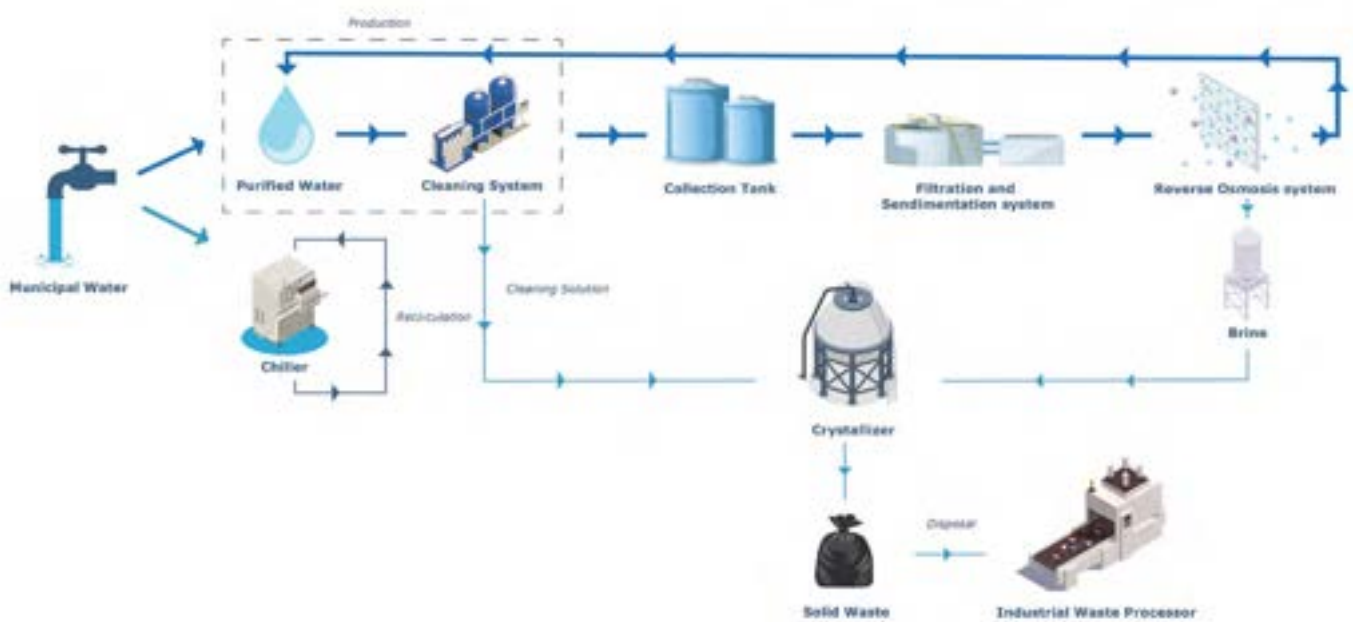 Production
Purified Water
Cleaning System
Collection Tank
Filtration and
Sendimentation system
Reverse Osmosis system
Municipal Water
Chiller
Recirculation
Cleaning Solution
Brine
Crystallizer
Disposal
Solid Waste
Industrial Waste Processor